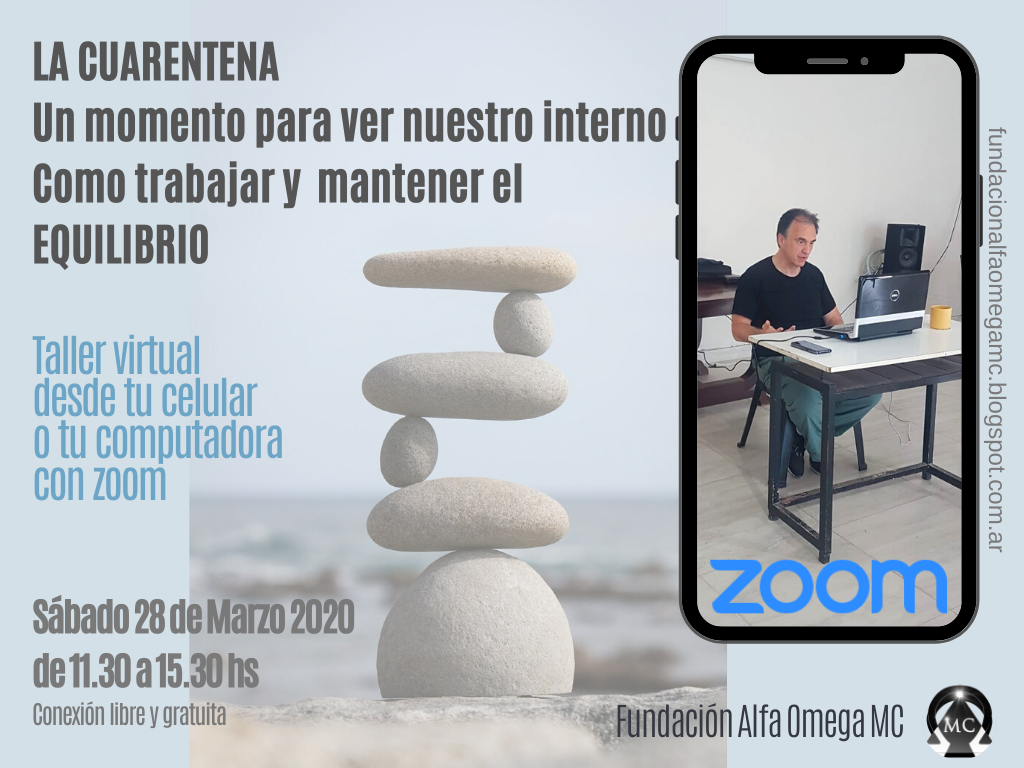 LA CUARENTENA
Un momento para ver nuestro interno
Como trabajar y mantener el
EQUILIBRIO
Taller virtual
desde tu celular
o tu computadora
con zoom
Sábado 28 de Marzo 2020
de 11.30 a 15.30 hs
Conexión libre y gratuita
zoom
fundacionalfaomegamc.blogspot.com.ar
Fundación Alfa Omega MC
MC